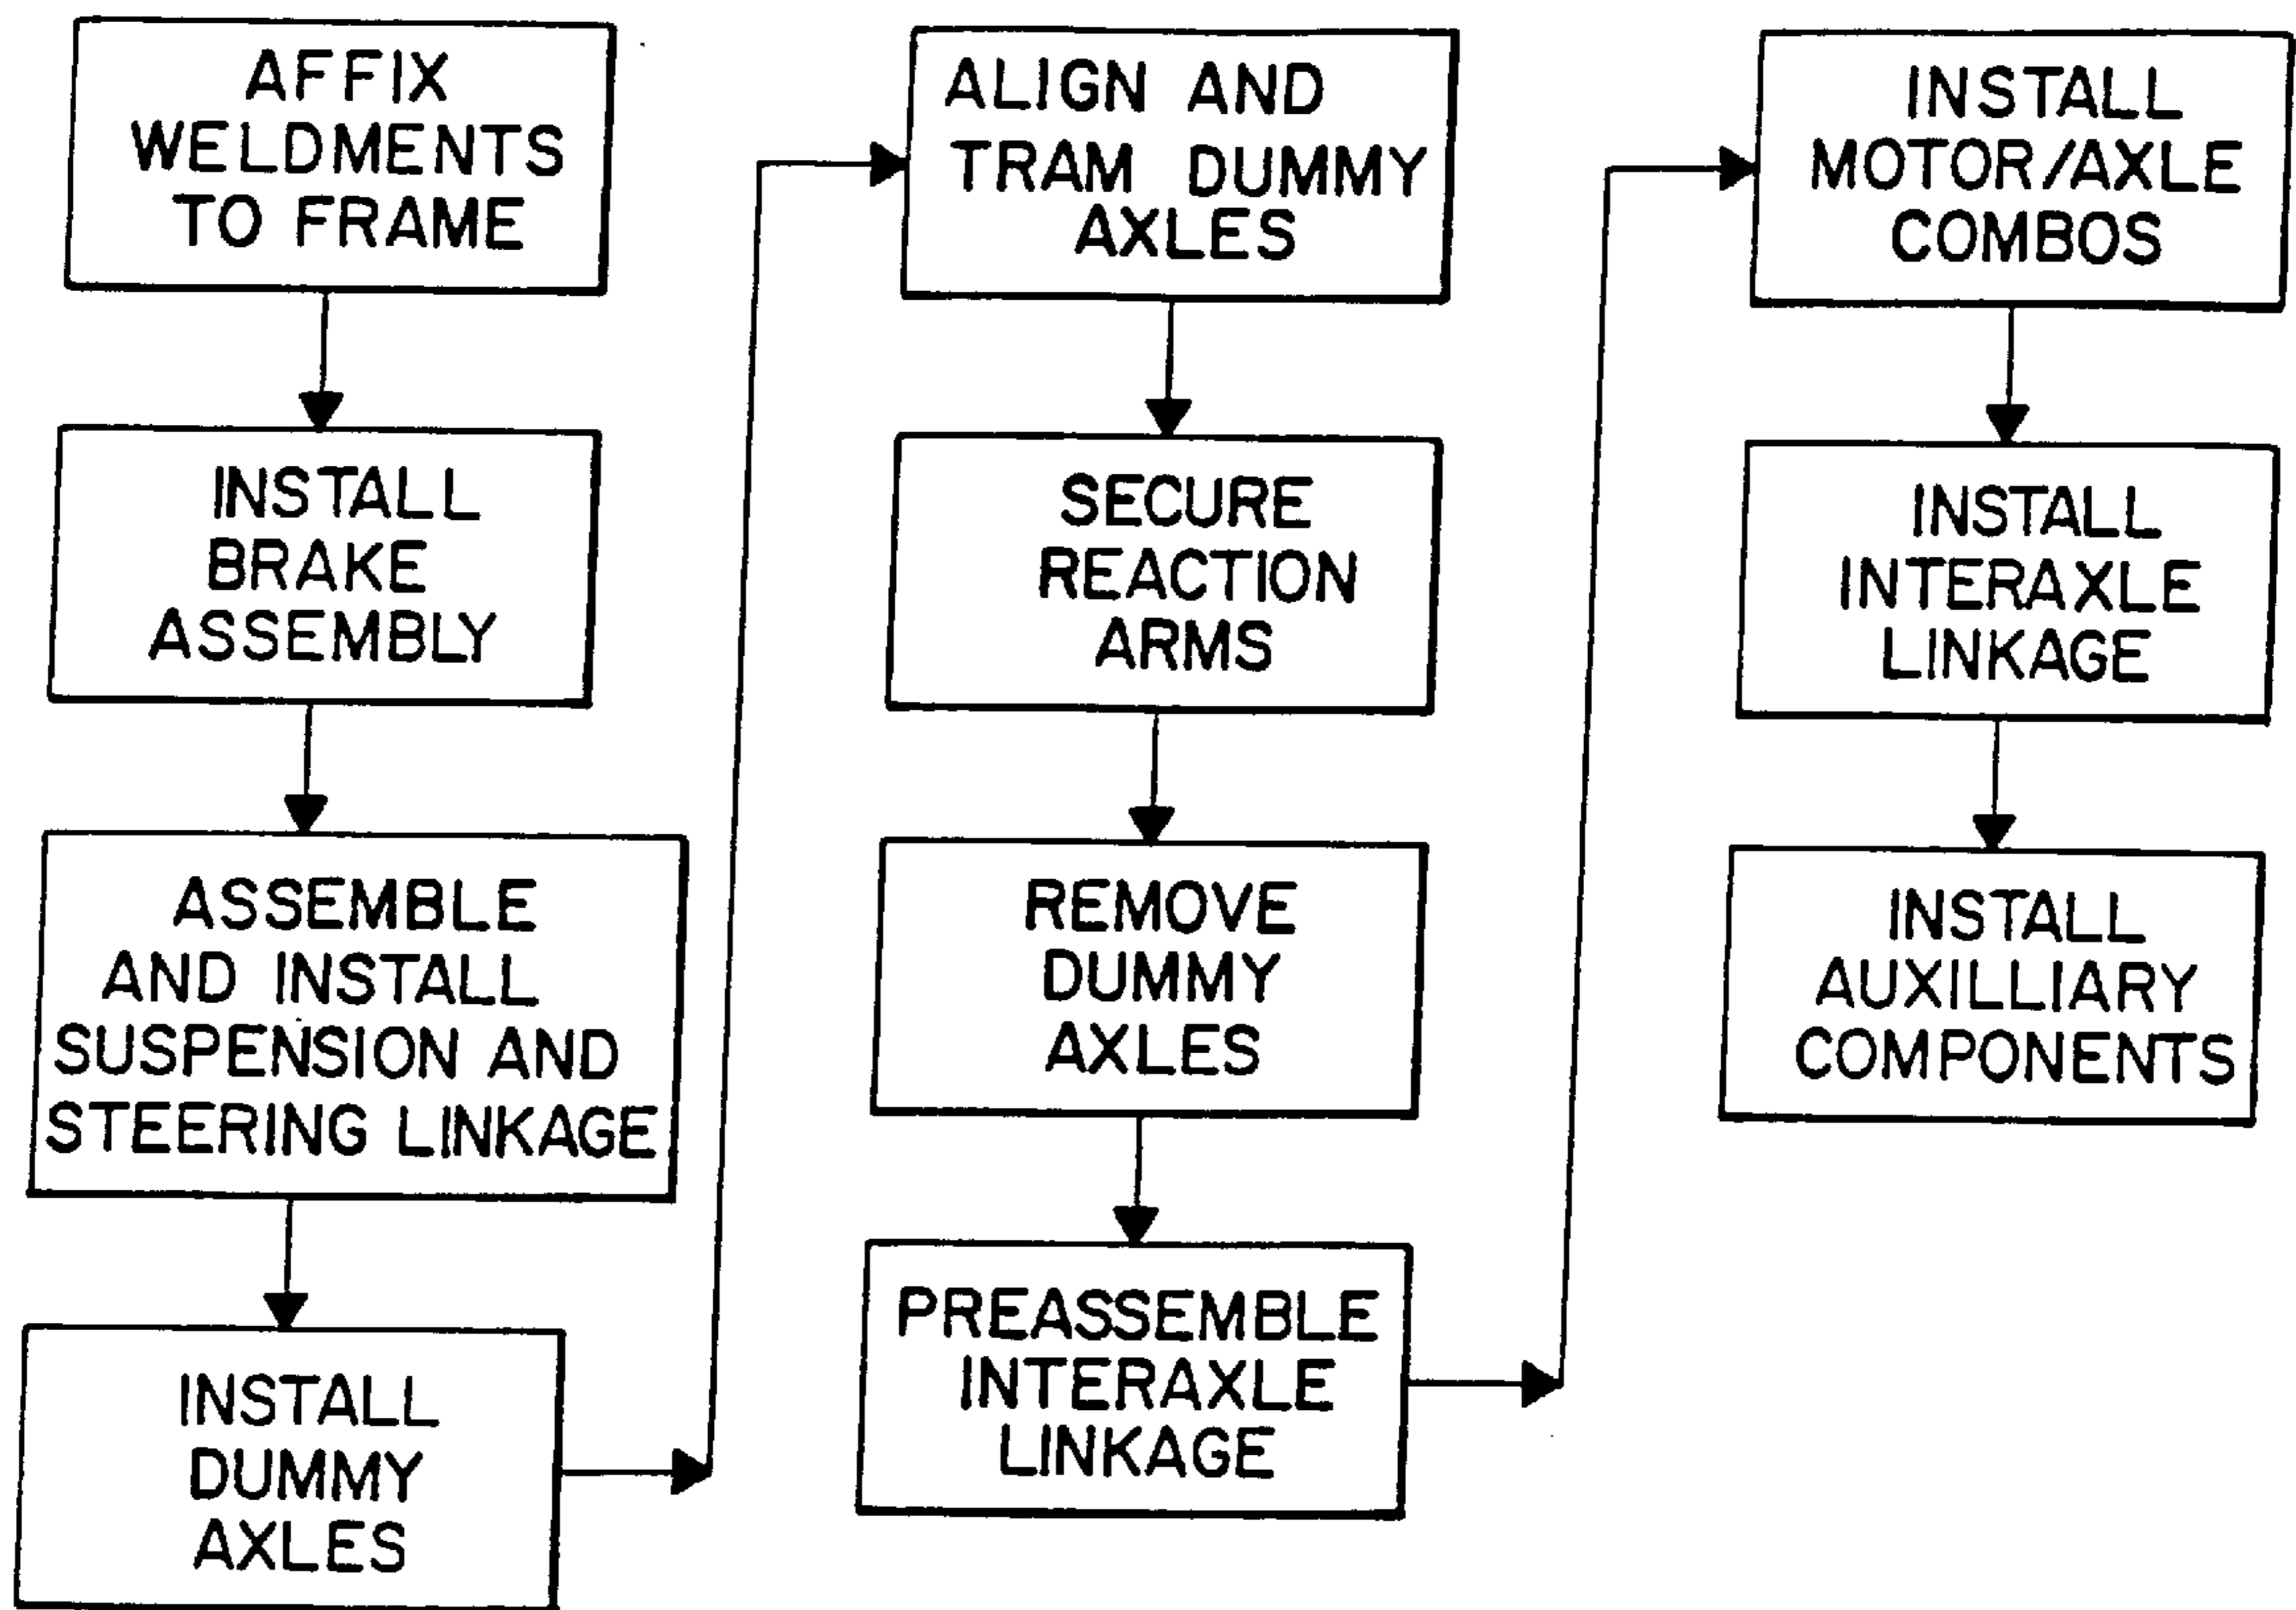 AFFIX
WELDMENTS
TO FRAME
INSTALL
BRAKE
ASSEMBLY
ASSEMBLE
AND INSTALL
SUSPENSION AND
STEERING LINKAGE
INSTALL
DUMMY
AXLES
ALIGN AND
TRAM DUMMY
AXLES
SECURE
REACTION
ARMS
REMOVE
DUMMY
AXLES
PREASSEMBLE
INTERAXLE
LINKAGE
INSTALL
MOTOR/AXLE
COMBOS
INSTALL
INTERAXLE
LINKAGE
INSTALL
AUXILLIARY
COMPONENTS